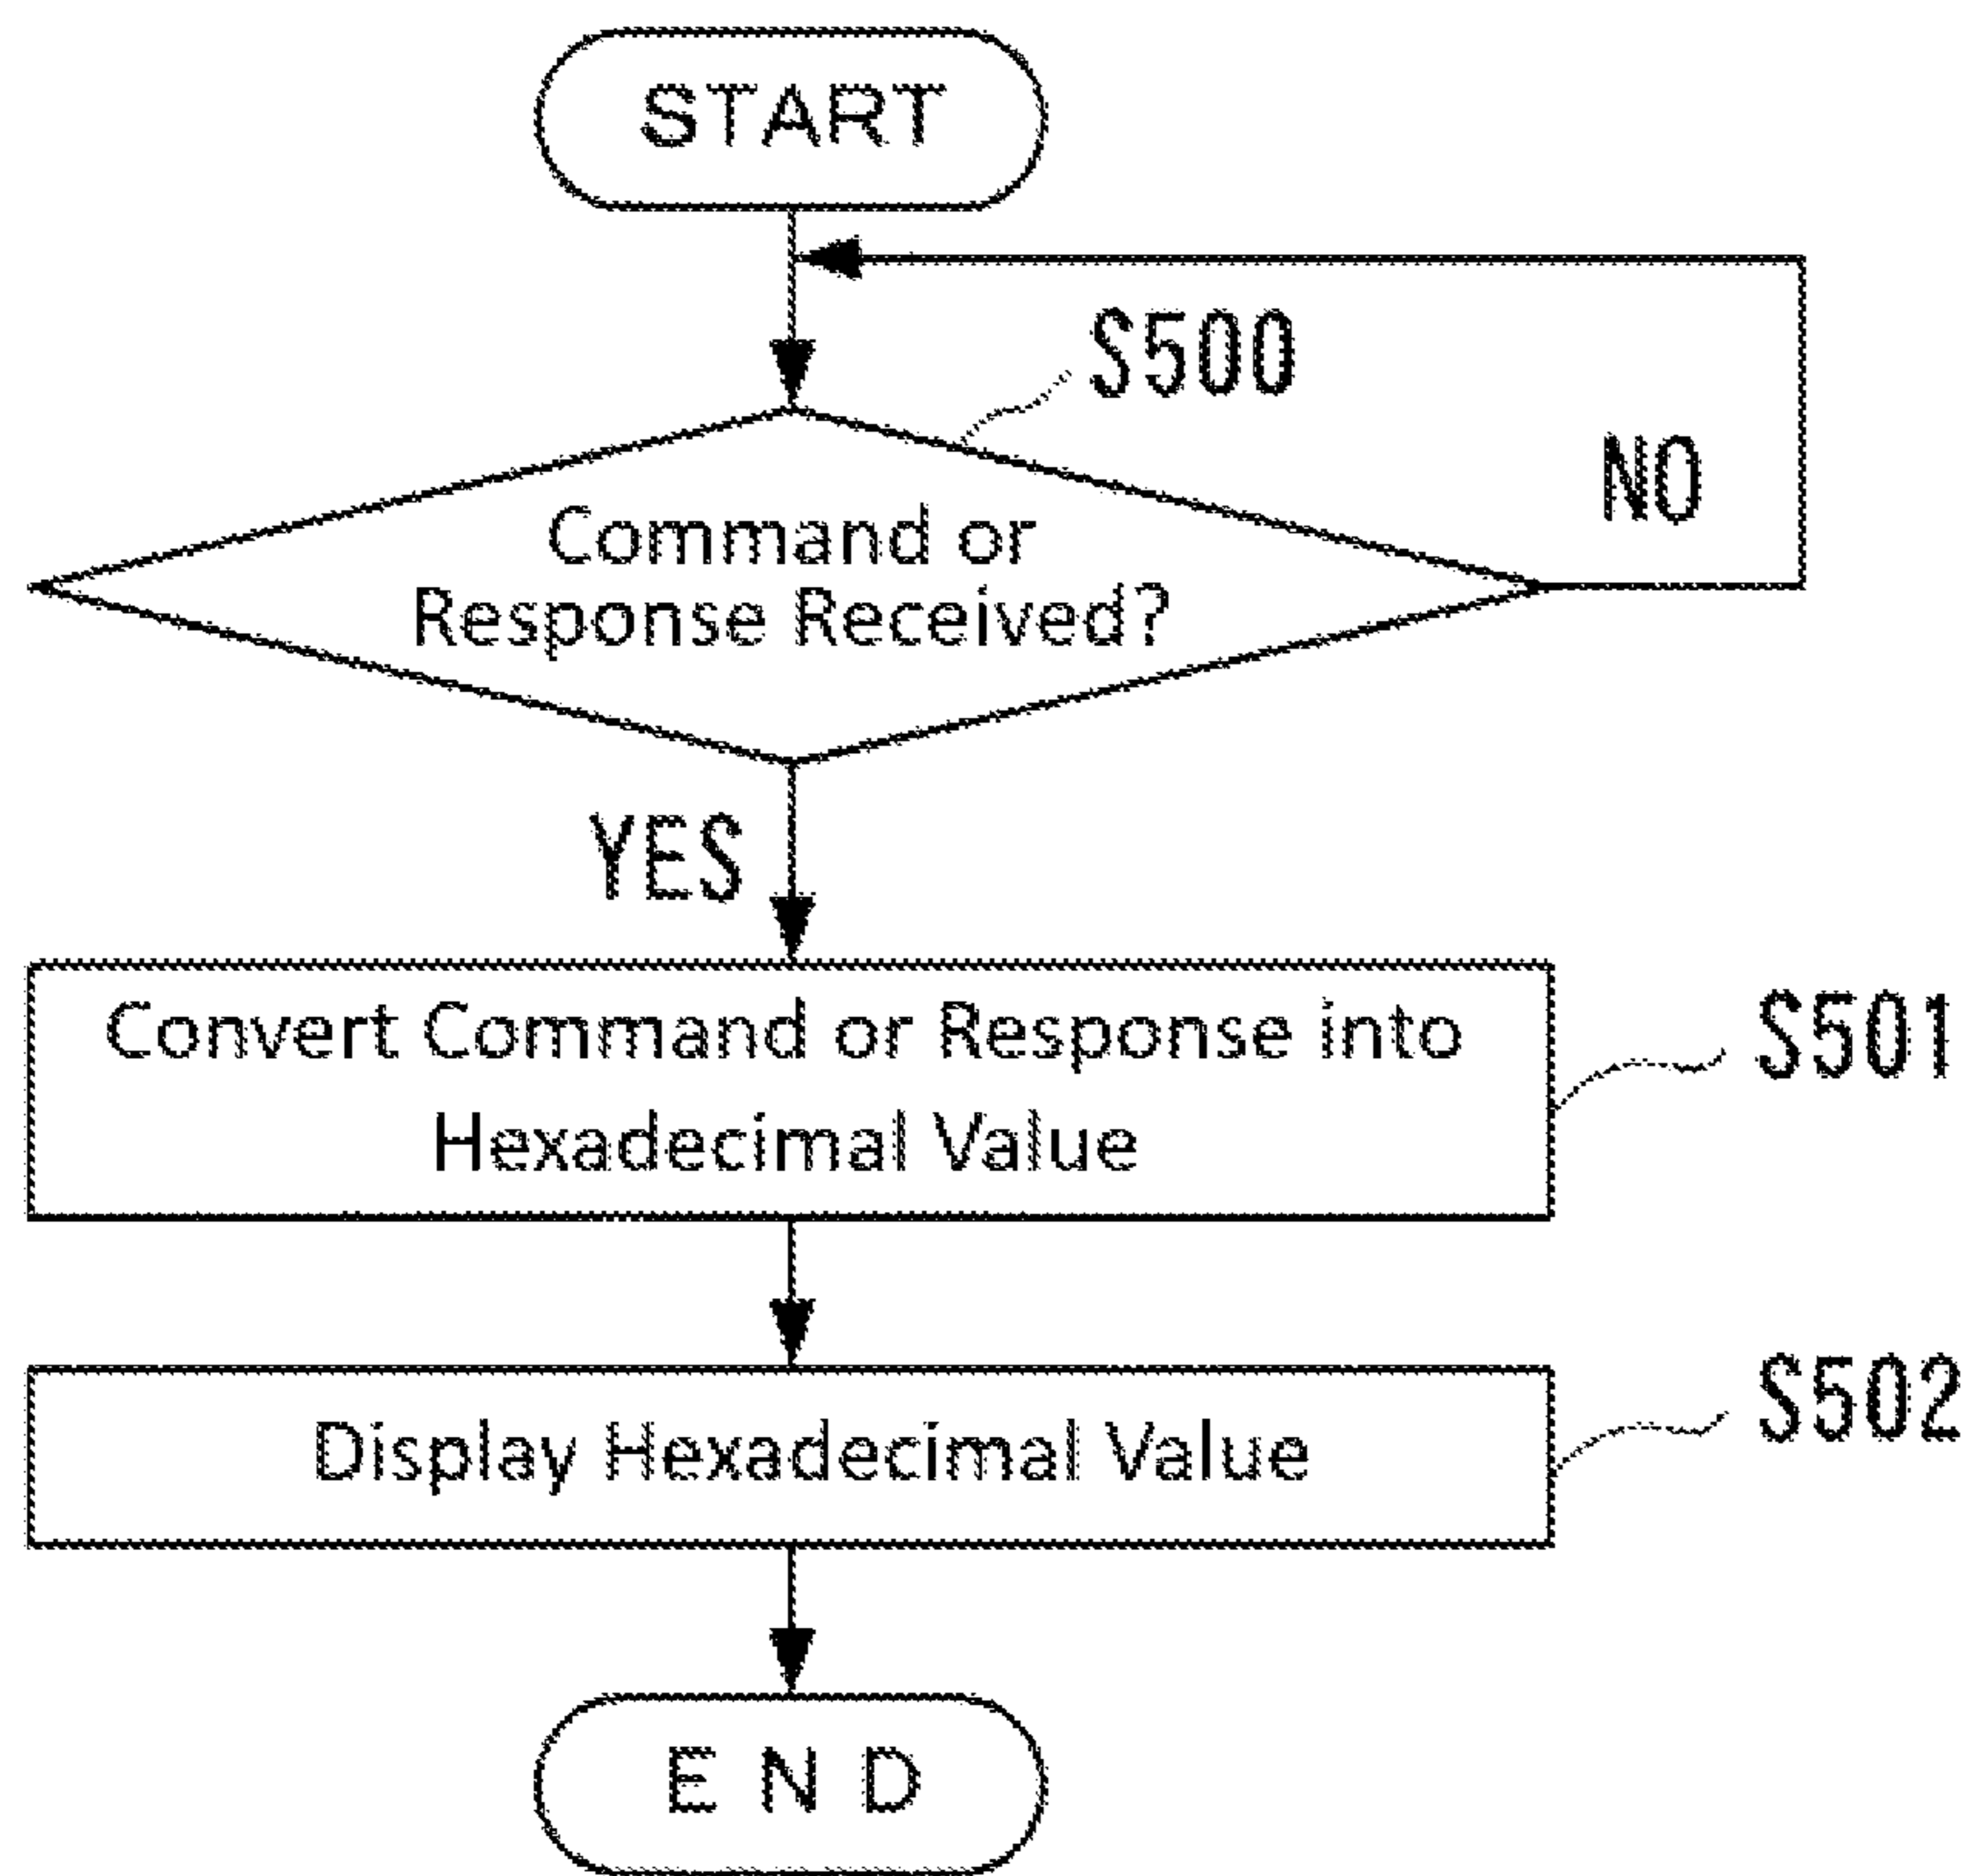 START
S500
NO
Command or
Response Received?
YES
Convert Command or Response into
Hexadecimal Value
S501
Display Hexadecimal Value
S502
END